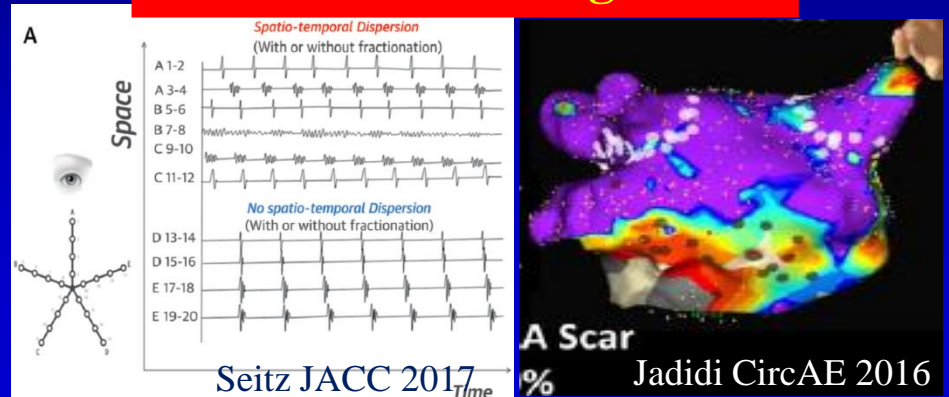 A
Spatio-temporal Dispersion
(With or without fractionation)
Space
A 1-2
A 3-4
B 5-6
B 7-8
C 9-10
C 11-12
No spatio-temporal Dispersion
(With or without fractionation)
D 13-14
D 15-16
E 17-18
E 19-20
Time
Seitz JACC 2017
A Scar
%
Jadidi CircAE 2016